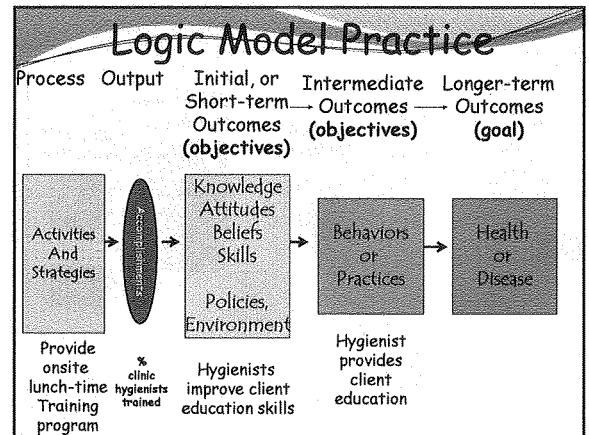 Logic Model Practice
Process Output
Initial, or
Short-term
Outcomes
(objectives)
Intermediate
Outcomes
(objectives)
Longer-term
Outcomes
(goal)
Activities
And
Strategies
Accomplishments
Knowledge
Attitudes
Beliefs
Skills
Policies,
Environment
Behaviors
or
Practices
Health
or
Disease
Provide
onsite
lunch-time
Training
program
%
clinic
hygienists
trained
Hygienists
improve client
education skills
Hygienist
provides
client
education